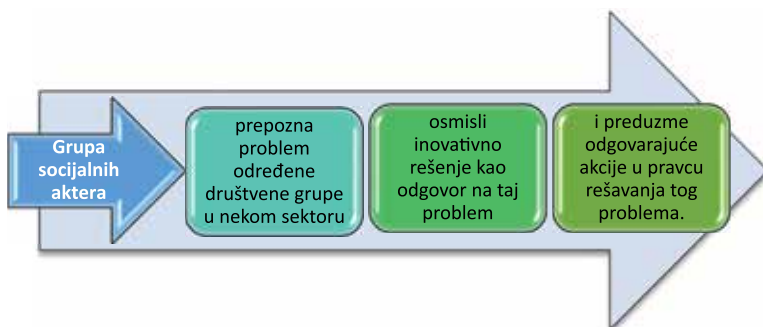 Grupa
socijalnih
aktera
prepozna
problem
određene
društvene grupe
u nekom sektoru
osmisli
inovativno
rešenje kao
odgovor na taj
problem
i preduzme
odgovarajuće
akcije u pravcu
rešavanja tog
problema.